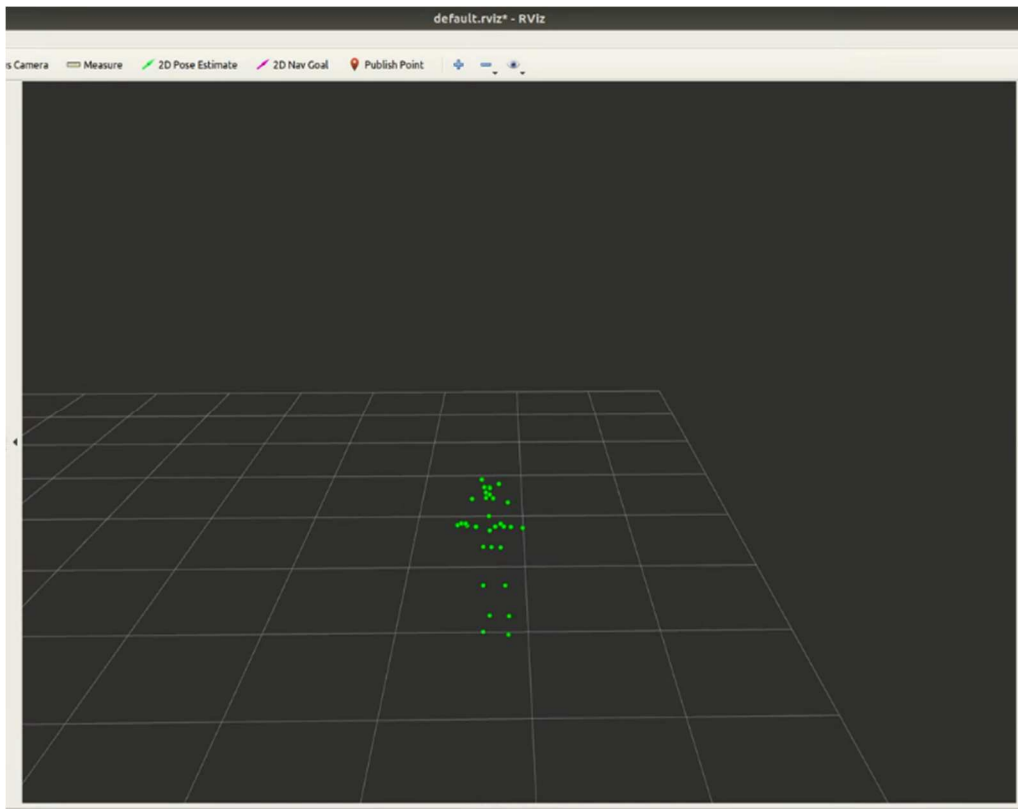 default.rviz* - RViz
s Camera Measure 2D Pose Estimate 2D Nav Goal Publish Point